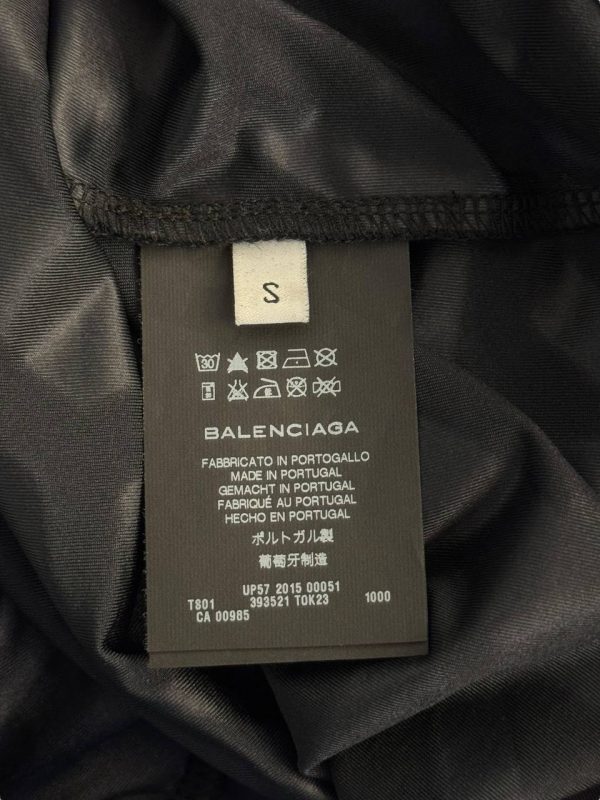 S
30
BALENCIAGA
FABBRICATO IN PORTOGALLO
MADE IN PORTUGAL
GEMACHT IN PORTUGAL
FABRIQUÉ AU PORTUGAL
HECHO EN PORTUGAL
ポルトガル製
葡萄牙制造
UP57 2015 00051
T801 393521 TOK23 1000
CA 00985